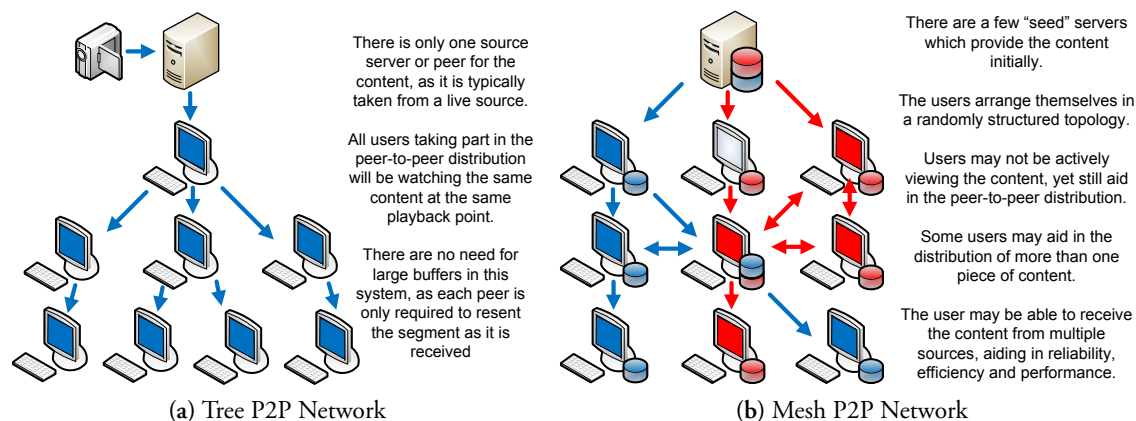 There is only one source
server or peer for the
content, as it is typically
taken from a live source.
All users taking part in the
peer-to-peer distribution
will be watching the same
content at the same
playback point.
There are no need for
large buffers in this
system, as each peer is
only required to resent
the segment as it is
received
(a) Tree P2P Network
There are a few “seed” servers
which provide the content
initially.
The users arrange themselves in
a randomly structured topology.
Users may not be actively
viewing the content, yet still aid
in the peer-to-peer distribution.
Some users may aid in the
distribution of more than one
piece of content.
The user may be able to receive
the content from multiple
sources, aiding in reliability,
efficiency and performance.
(b) Mesh P2P Network